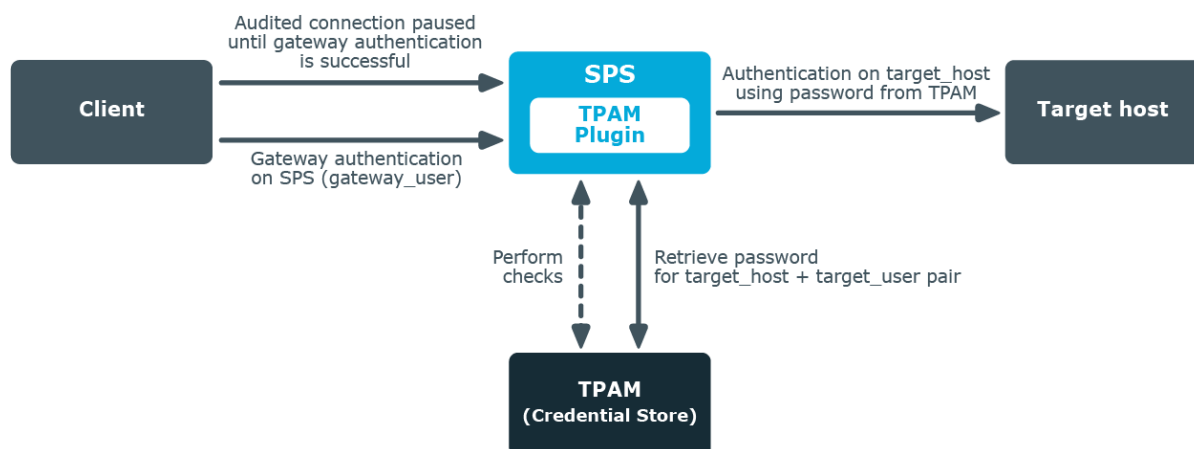 Audited connection paused
until gateway authentication
is successful
Client
Gateway authentication
on SPS (gateway_user)
SPS
TPAM
Plugin
Authentication on target_host
using password from TPAM
Target host
Perform
checks
Retrieve password
for target_host + target_user pair
TPAM
(Credential Store)